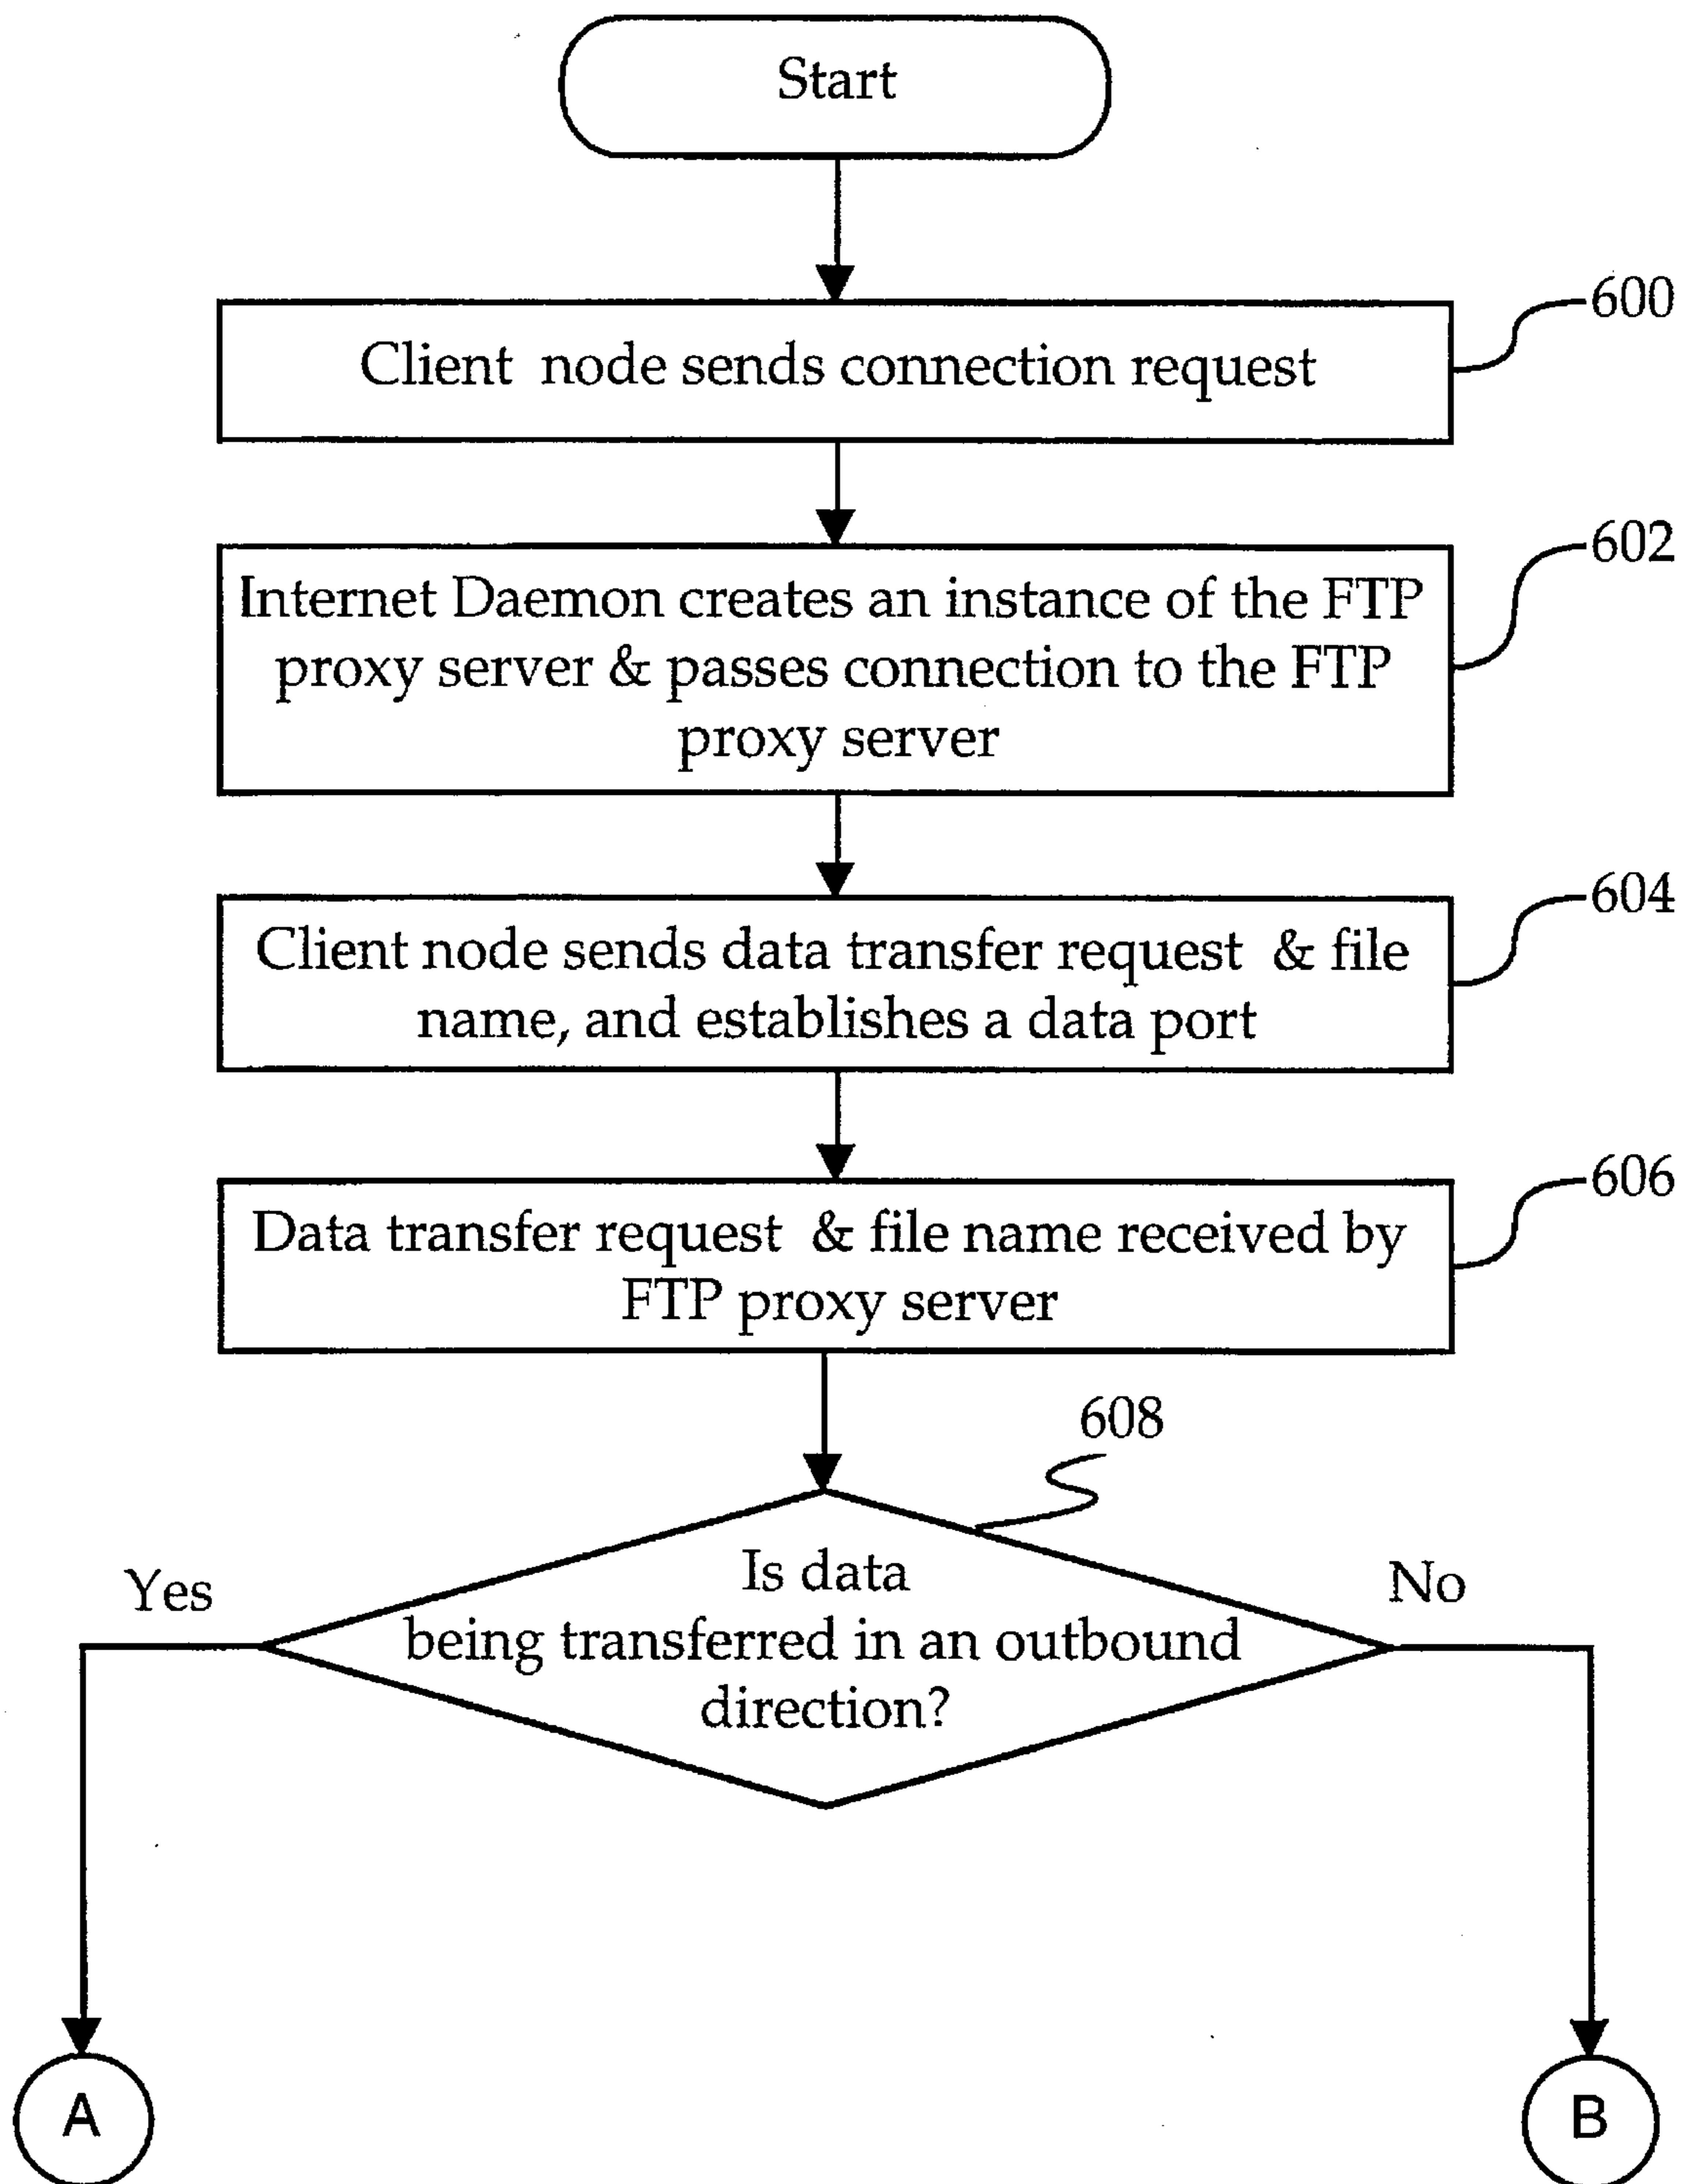 Start
600
Client node sends connection request
602
Internet Daemon creates an instance of the FTP
proxy server & passes connection to the FTP
proxy server
604
Client node sends data transfer request & file
name, and establishes a data port
606
Data transfer request & file name received by
FTP proxy server
608
Is data
being transferred in an outbound
direction?
Yes
No
A
B